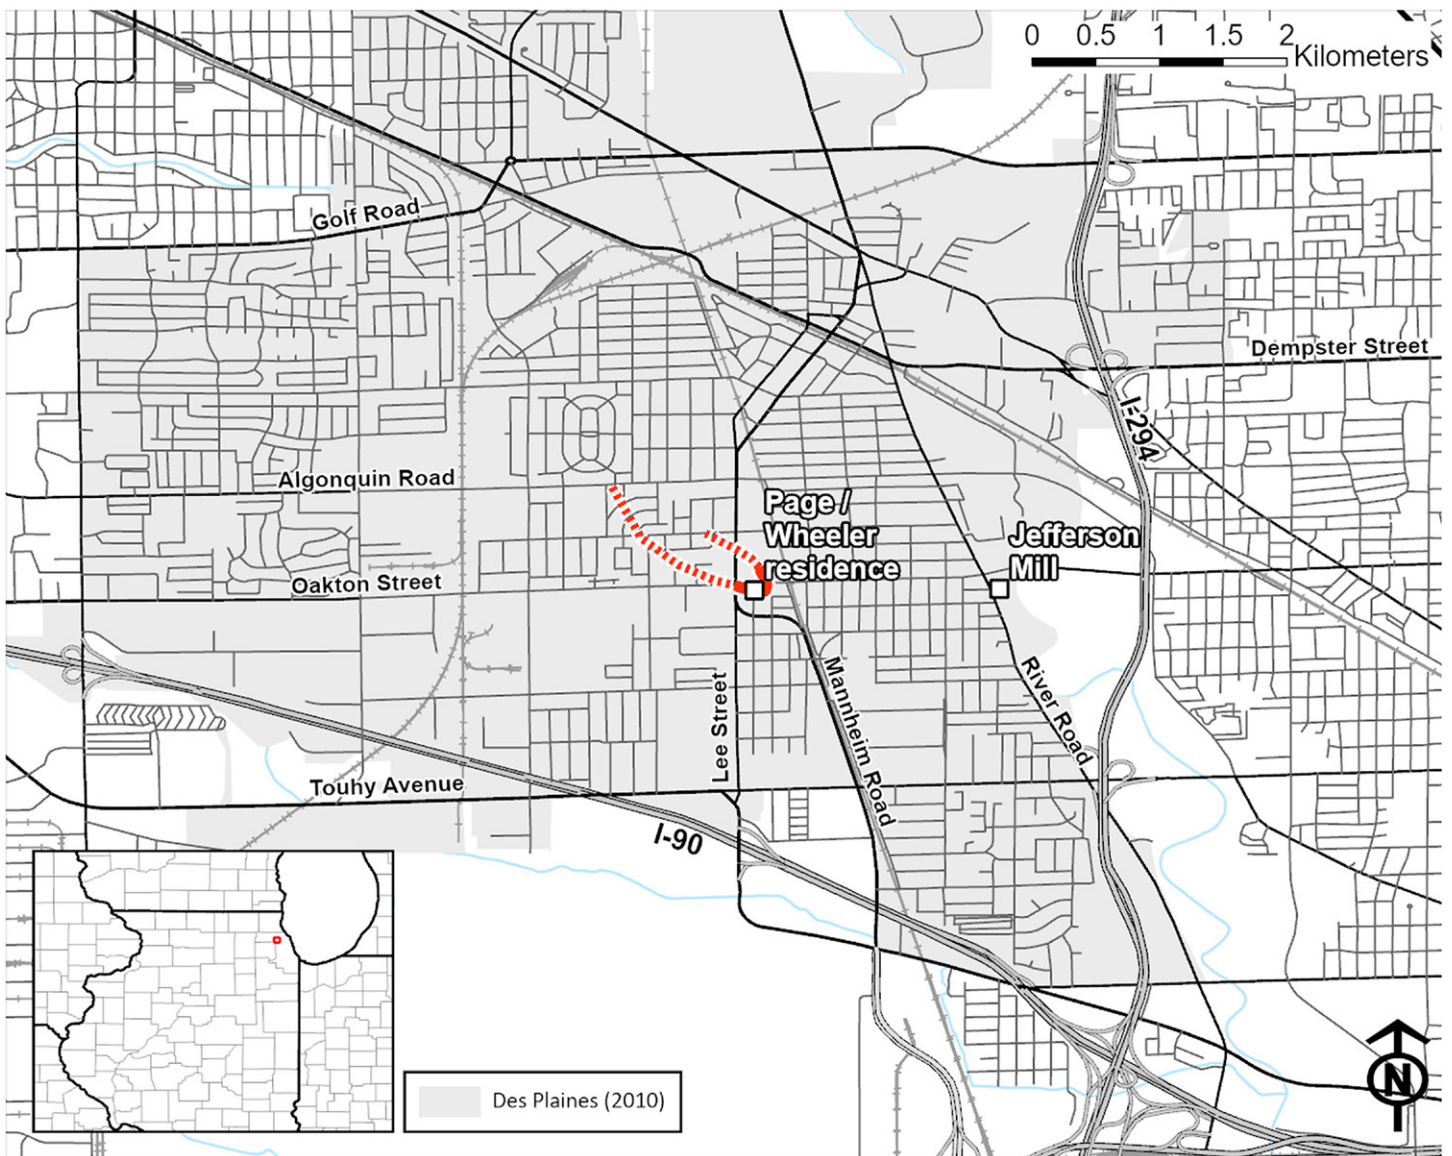 0 0.5 1 1.5 2
Kilometers
Golf Road
Dempster Street
I-294
Algonquin Road
Page /
Wheeler
residence
Jefferson
Mill
Oakton Street
Lee Street
Mannheim Road
River Road
Touhy Avenue
I-90
Des Plaines (2010)
N